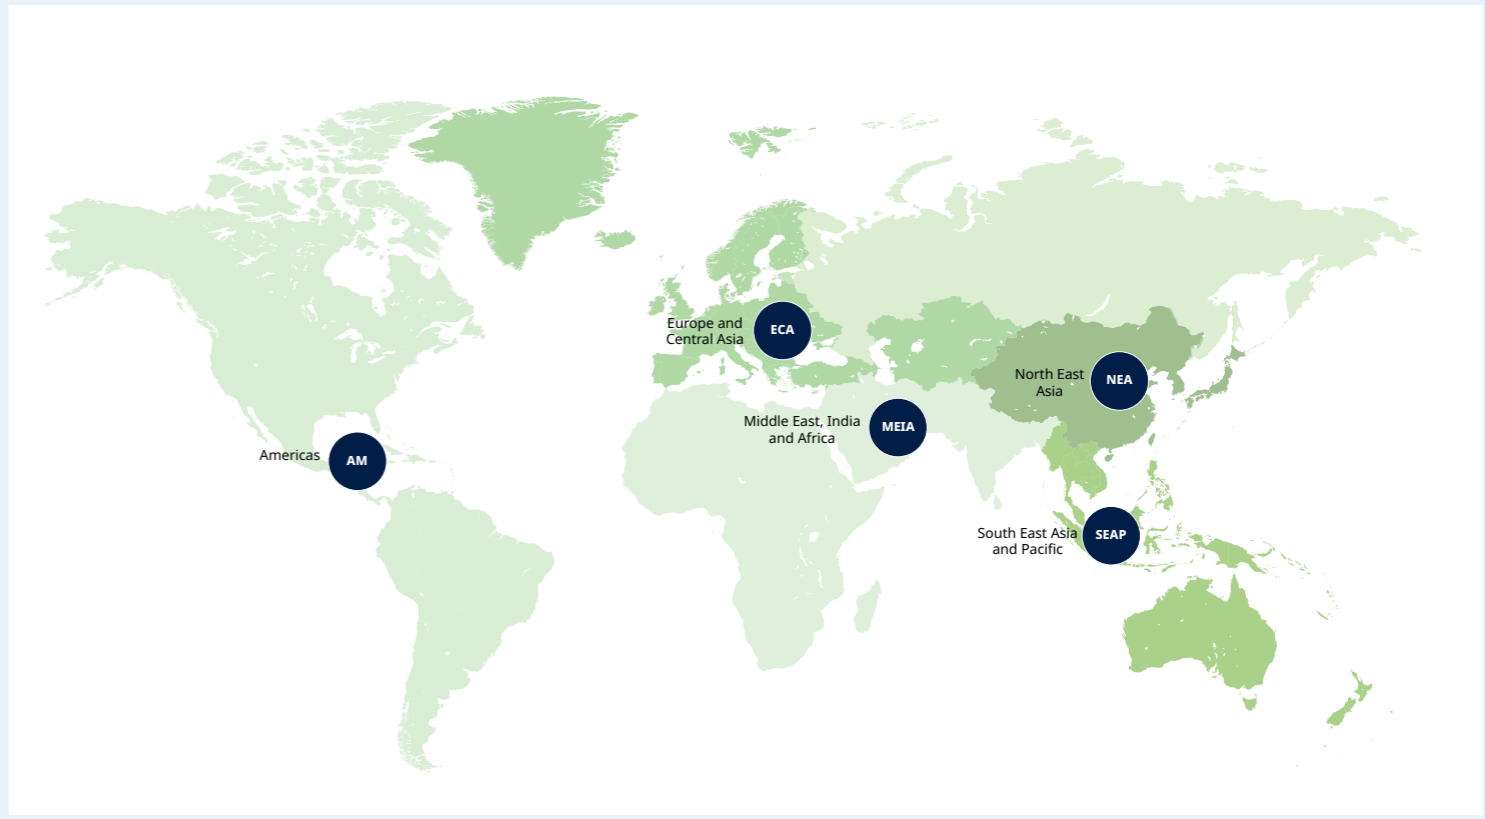 Europe and
Central Asia
ECA
North East
Asia
NEA
Middle East, India
and Africa
MEIA
Americas
AM
South East Asia
and Pacific
SEAP